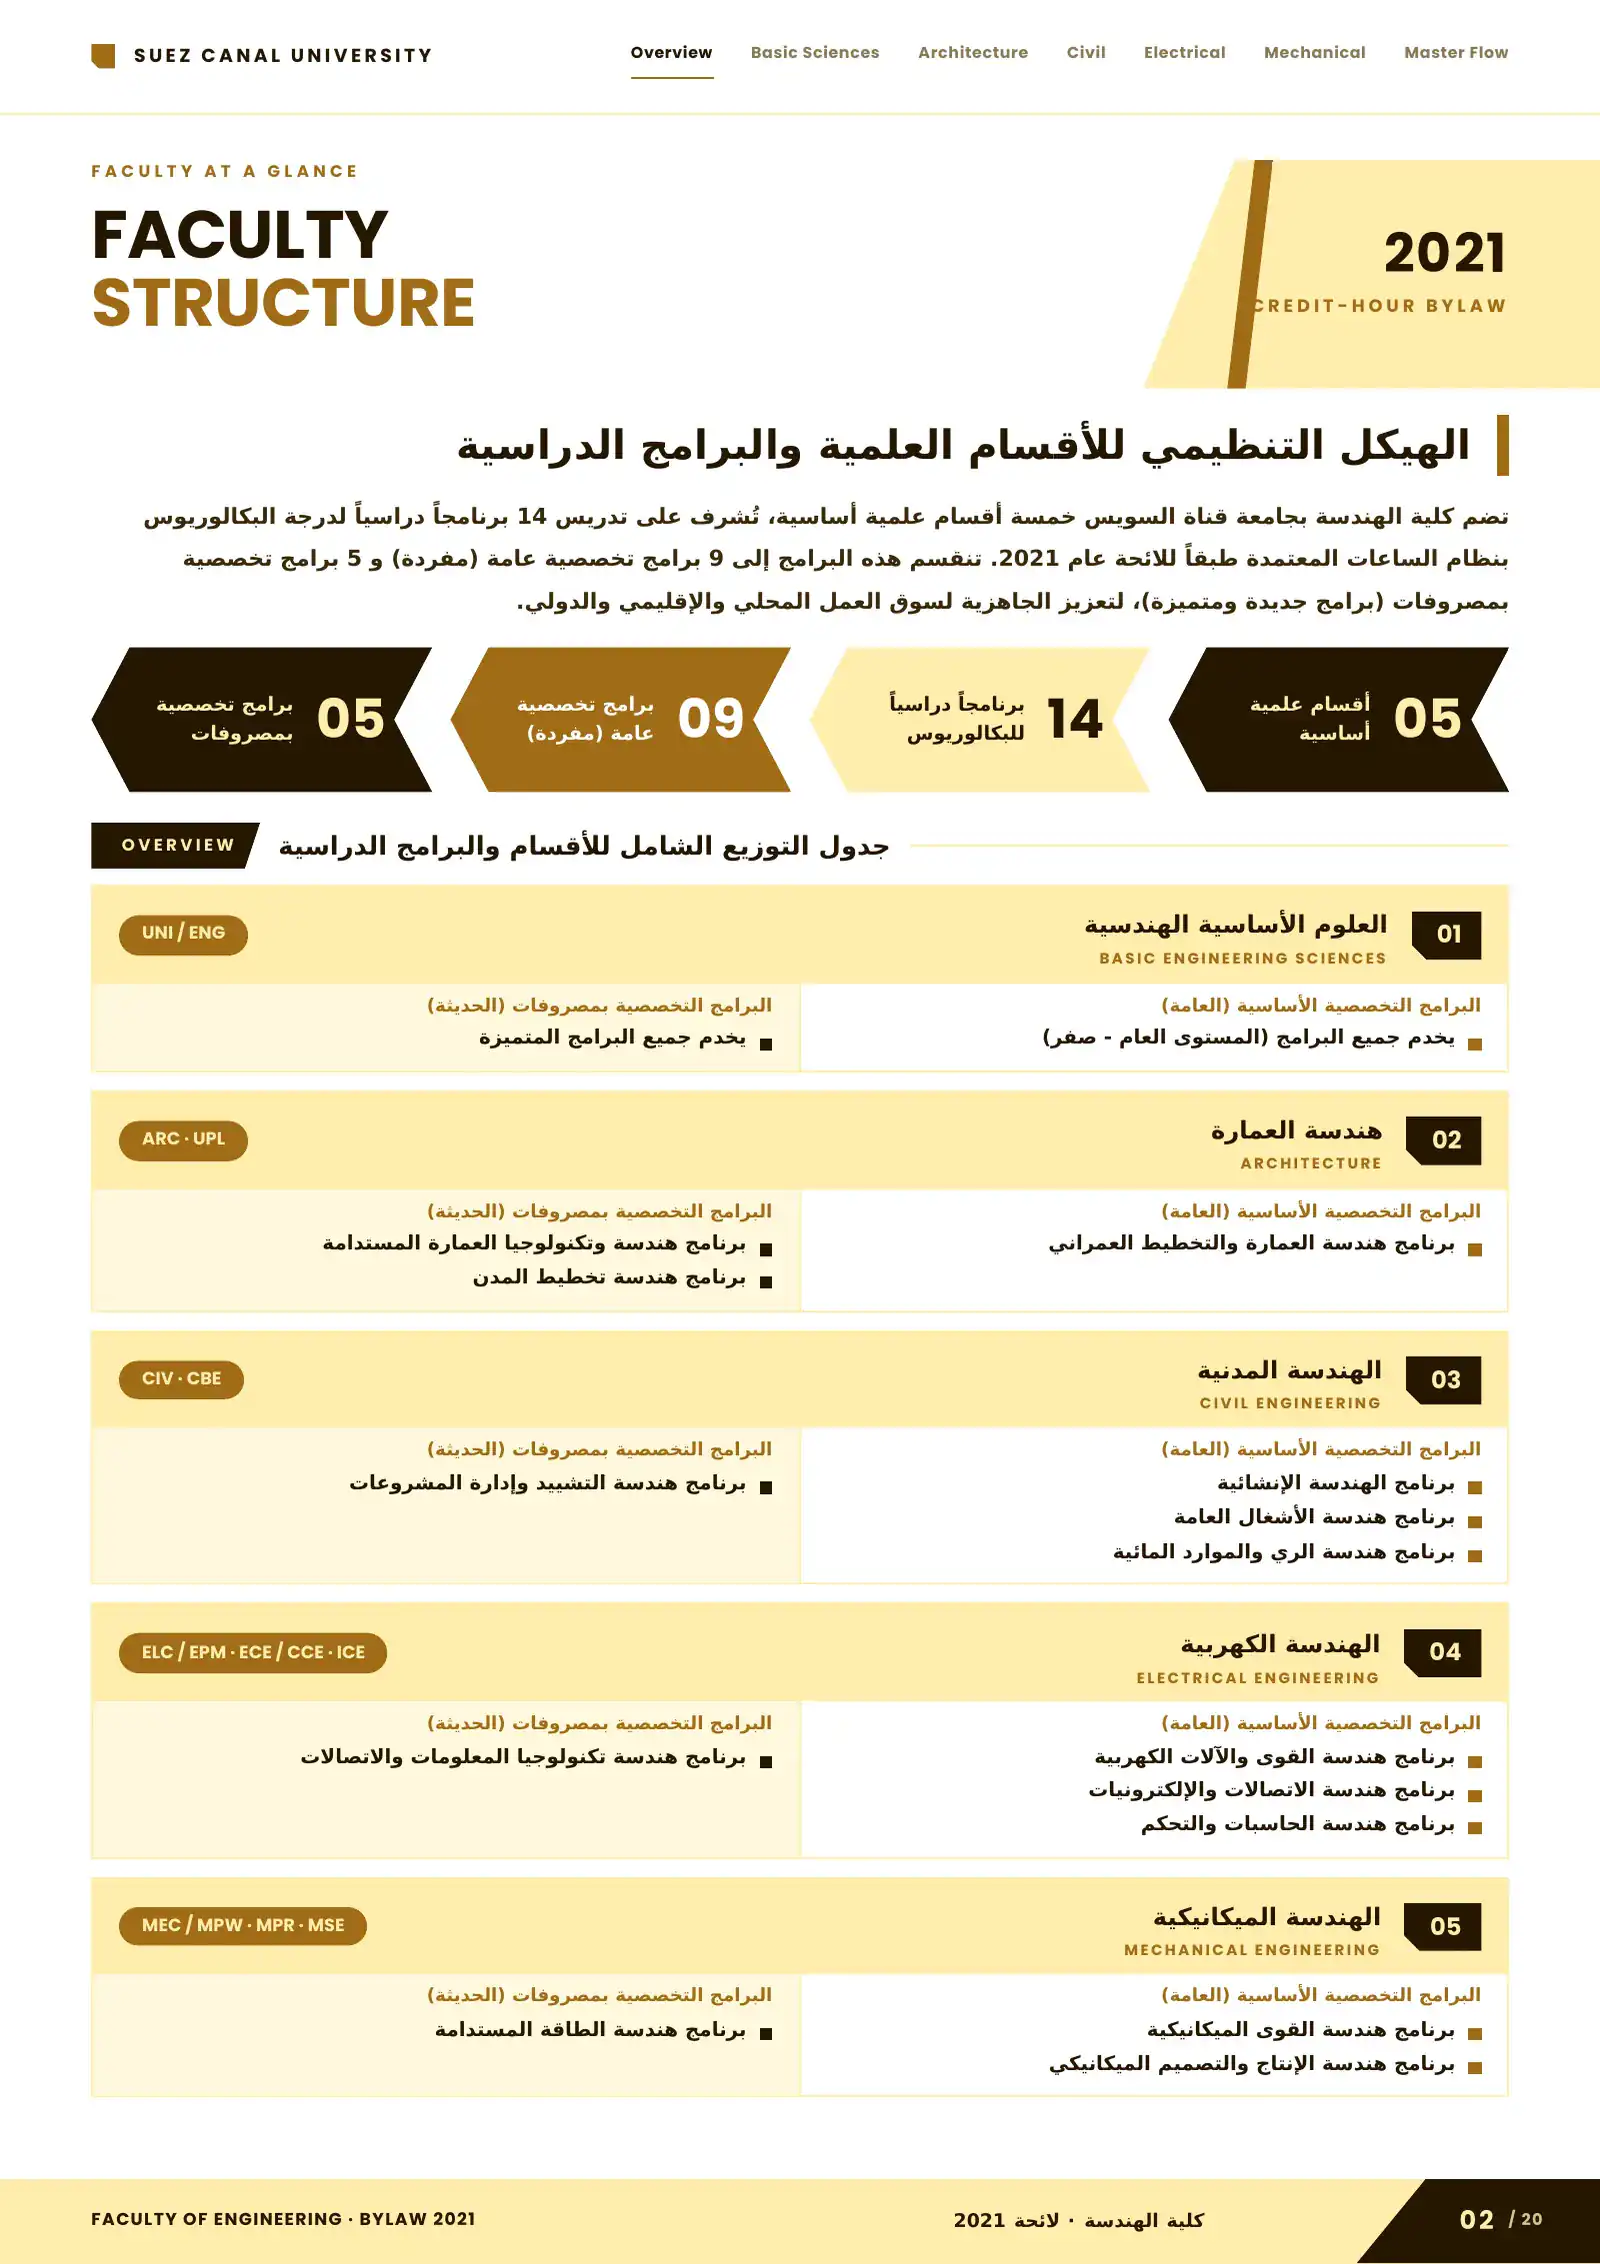 SUEZ CANAL UNIVERSITY
Overview Basic Sciences Architecture Civil Electrical Mechanical Master Flow
FACULTY AT A GLANCE
FACULTY
STRUCTURE
2021
CREDIT-HOUR BYLAW
الهيكل التنظيمي للأقسام العلمية والبرامج الدراسية
تضم كلية الهندسة بجامعة قناة السويس خمسة أقسام علمية أساسية، تُشرف على تدريس 14 برنامجاً دراسياً لدرجة البكالوريوس
بنظام الساعات المعتمدة طبقاً للائحة عام 2021. تنقسم هذه البرامج إلى 9 برامج تخصصية عامة (مفردة) و 5 برامج تخصصية
بمصروفات (برامج جديدة ومتميزة)، لتعزيز الجاهزية لسوق العمل المحلي والإقليمي والدولي.
05
أقسام علمية
أساسية
14
برنامجاً دراسياً
للبكالوريوس
09
برامج تخصصية
عامة (مفردة)
05
برامج تخصصية
بمصروفات
OVERVIEW
جدول التوزيع الشامل للأقسام والبرامج الدراسية
01
العلوم الأساسية الهندسية
BASIC ENGINEERING SCIENCES
UNI / ENG
البرامج التخصصية الأساسية (العامة)
يخدم جميع البرامج (المستوى العام - صفر)
البرامج التخصصية بمصروفات (الحديثة)
يخدم جميع البرامج المتميزة
02
هندسة العمارة
ARCHITECTURE
ARC · UPL
البرامج التخصصية الأساسية (العامة)
برنامج هندسة العمارة والتخطيط العمراني
البرامج التخصصية بمصروفات (الحديثة)
برنامج هندسة وتكنولوجيا العمارة المستدامة
برنامج هندسة تخطيط المدن
03
الهندسة المدنية
CIVIL ENGINEERING
CIV · CBE
البرامج التخصصية الأساسية (العامة)
برنامج الهندسة الإنشائية
برنامج هندسة الأشغال العامة
برنامج هندسة الري والموارد المائية
البرامج التخصصية بمصروفات (الحديثة)
برنامج هندسة التشييد وإدارة المشروعات
04
الهندسة الكهربية
ELECTRICAL ENGINEERING
ELC / EPM · ECE / CCE · ICE
البرامج التخصصية الأساسية (العامة)
برنامج هندسة القوى والآلات الكهربية
برنامج هندسة الاتصالات والإلكترونيات
برنامج هندسة الحاسبات والتحكم
البرامج التخصصية بمصروفات (الحديثة)
برنامج هندسة تكنولوجيا المعلومات والاتصالات
05
الهندسة الميكانيكية
MECHANICAL ENGINEERING
MEC / MPW · MPR · MSE
البرامج التخصصية الأساسية (العامة)
برنامج هندسة القوى الميكانيكية
برنامج هندسة الإنتاج والتصميم الميكانيكي
البرامج التخصصية بمصروفات (الحديثة)
برنامج هندسة الطاقة المستدامة
FACULTY OF ENGINEERING · BYLAW 2021
كلية الهندسة · لائحة 2021
02 / 20